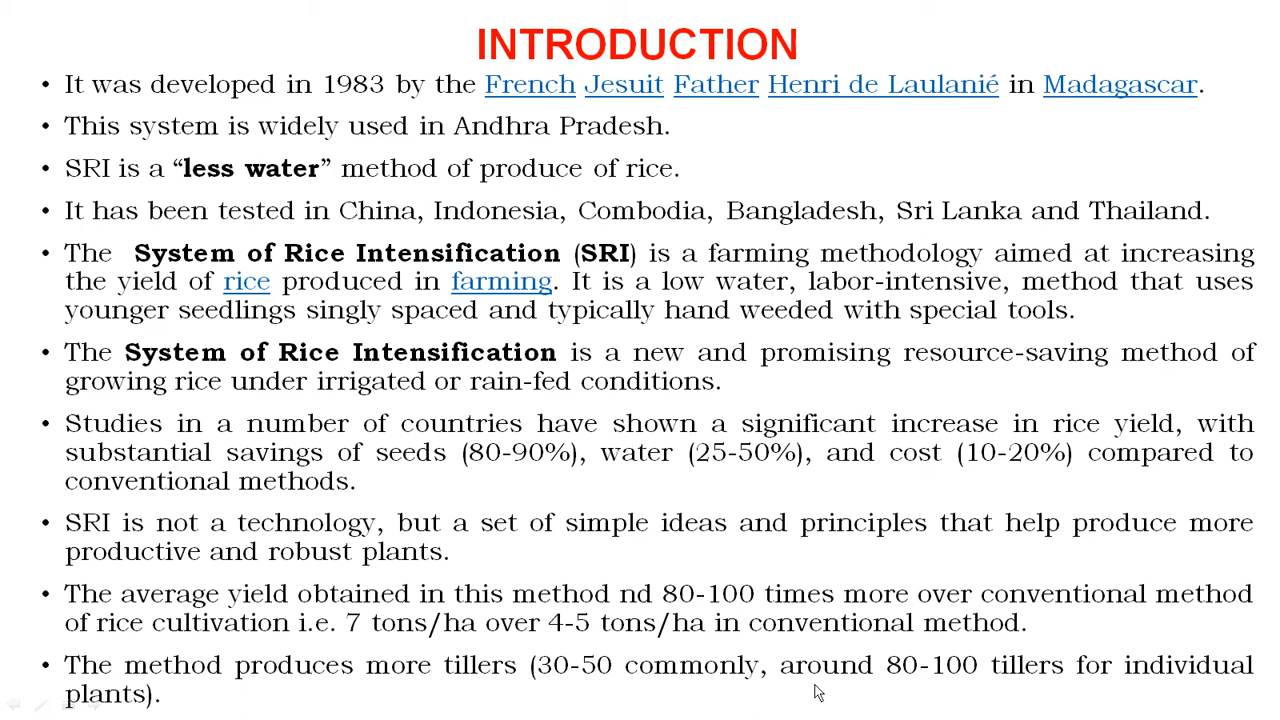 INTRODUCTION
• It was developed in 1983 by the French Jesuit Father Henri de Laulanié in Madagascar.
• This system is widely used in Andhra Pradesh.
• SRI is a “less water” method of produce of rice.
• It has been tested in China, Indonesia, Combodia, Bangladesh, Sri Lanka and Thailand.
• The System of Rice Intensification (SRI) is a farming methodology aimed at increasing
the yield of rice produced in farming. It is a low water, labor-intensive, method that uses
younger seedlings singly spaced and typically hand weeded with special tools.
• The System of Rice Intensification is a new and promising resource-saving method of
growing rice under irrigated or rain-fed conditions.
• Studies in a number of countries have shown a significant increase in rice yield, with
substantial savings of seeds (80-90%), water (25-50%), and cost (10-20%) compared to
conventional methods.
• SRI is not a technology, but a set of simple ideas and principles that help produce more
productive and robust plants.
• The average yield obtained in this method nd 80-100 times more over conventional method
of rice cultivation i.e. 7 tons/ha over 4-5 tons/ha in conventional method.
• The method produces more tillers (30-50 commonly, around 80-100 tillers for individual
plants).